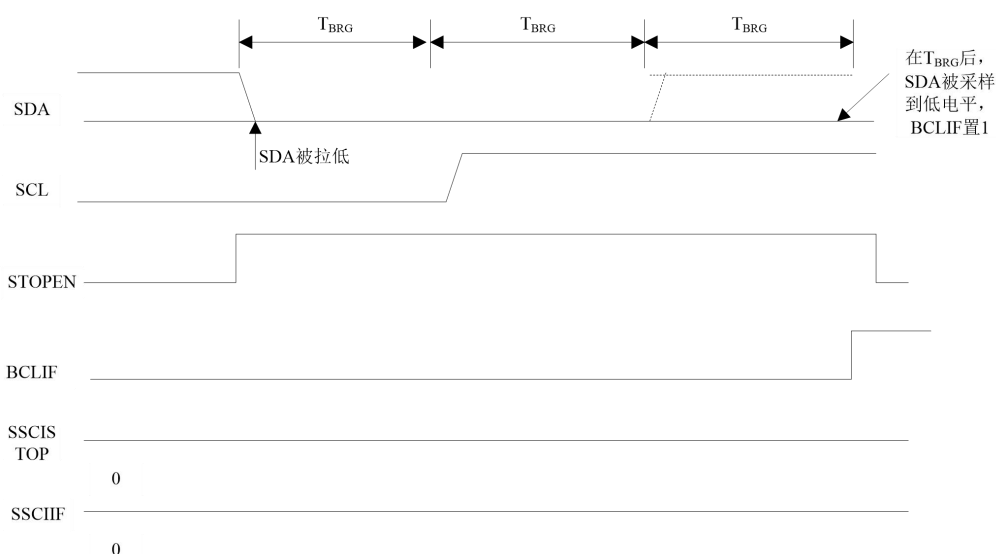 TBRG TBRG TBRG
在TBRG后，
SDA被采样
到低电平，
BCLIF置1
SDA
SDA被拉低
SCL
STOPEN
BCLIF
SSCIS
TOP
0
SSCIIF
0